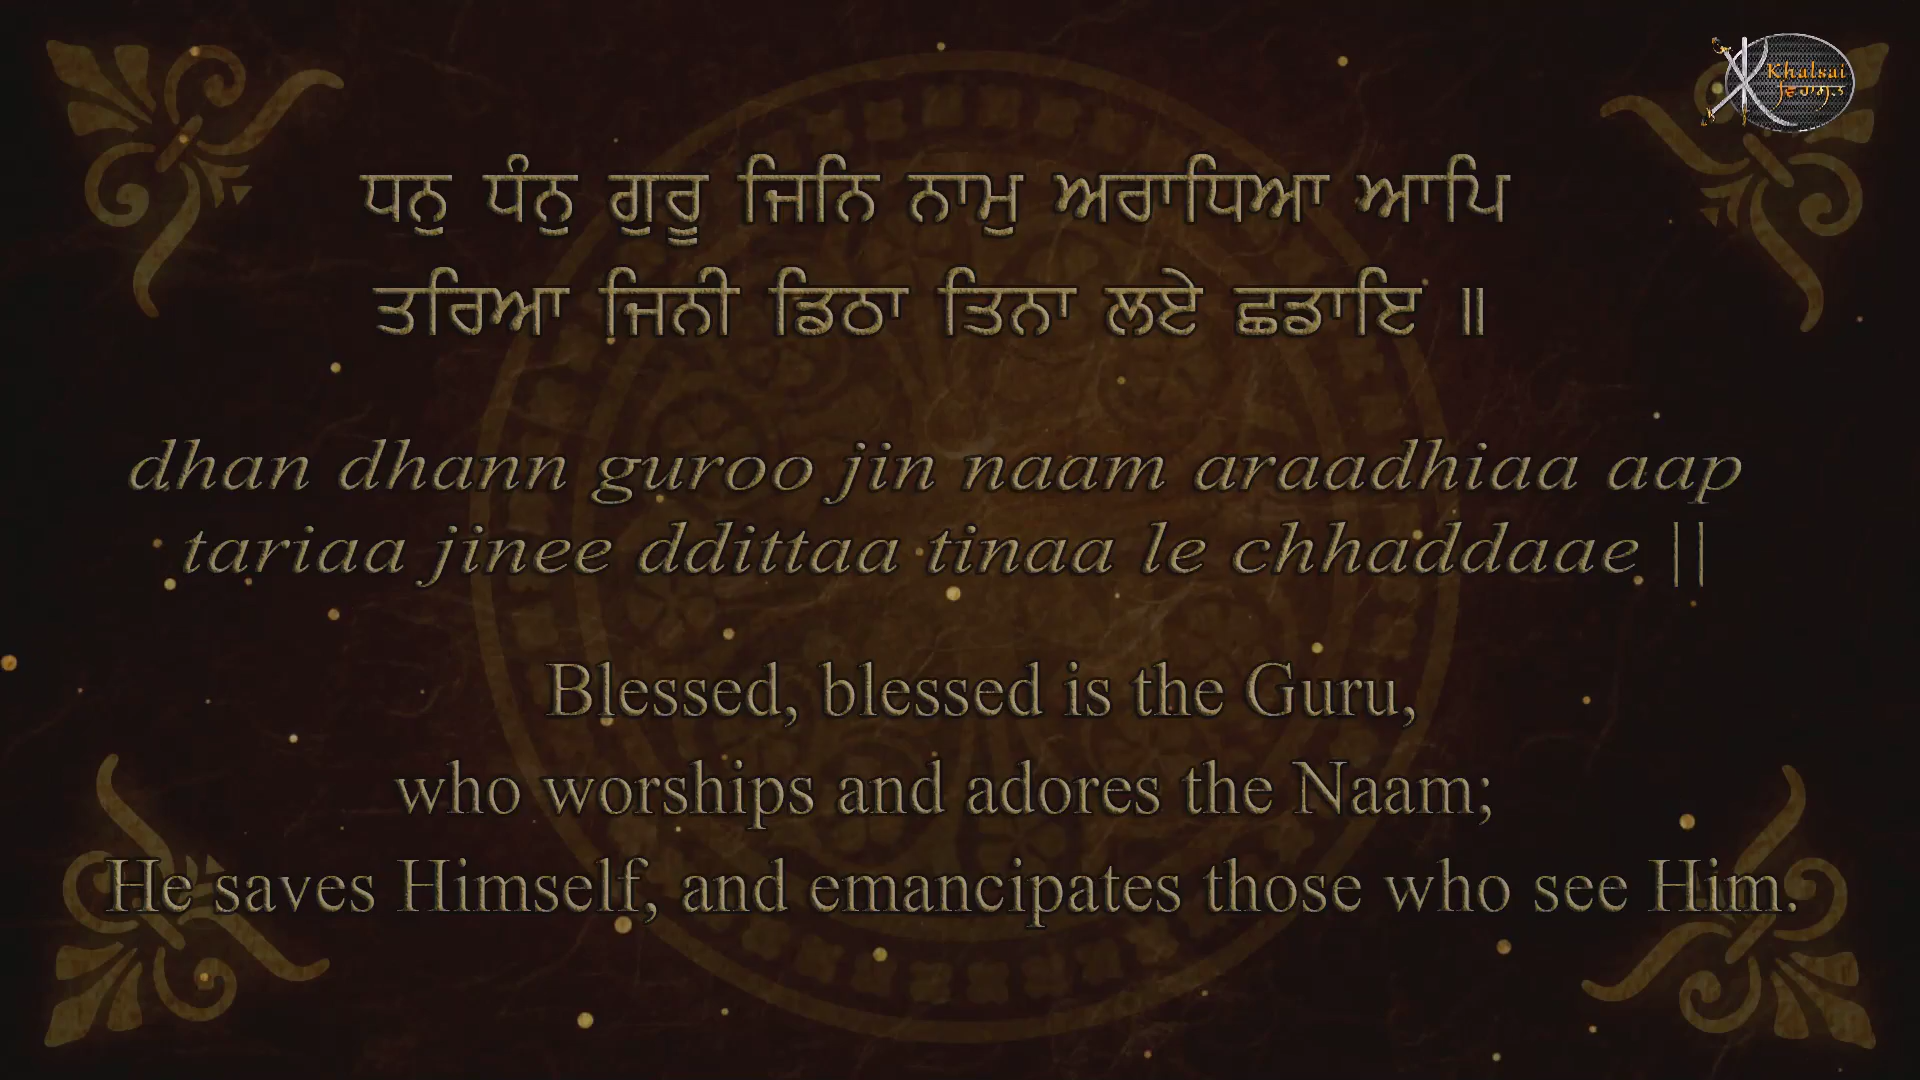 Khalsai
ਵਿਰਾਸਤ
ਧਨੁ ਧੰਨੁ ਗੁਰੂ ਜਿਨਿ ਨਾਮੁ ਅਰਾਧਿਆ ਆਪਿ
ਤਰਿਆ ਜਿਨੀ ਡਿਠਾ ਤਿਨਾ ਲਏ ਛਡਾਇ ॥
dhan dhann guroo jin naam araadhiaa aap
tariaa jinee ddittaa tinaa le chhaddaae ||
Blessed, blessed is the Guru,
who worships and adores the Naam;
He saves Himself, and emancipates those who see Him.